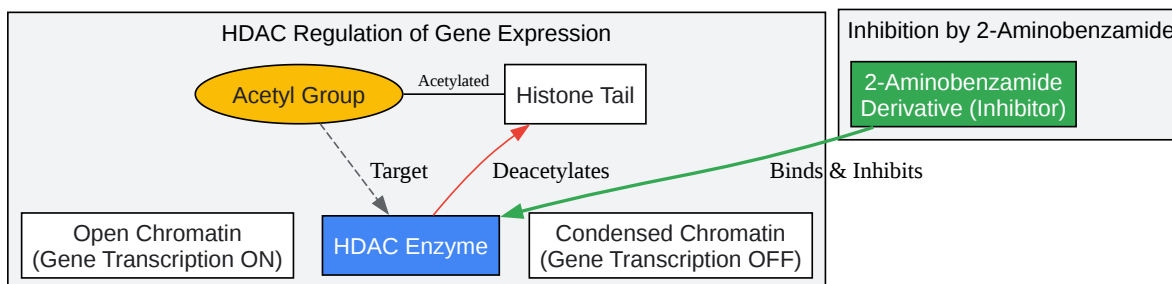 HDAC Regulation of Gene Expression
Inhibition by 2-Aminobenzamide
Acetyl Group
Acetylated
Histone Tail
2-Aminobenzamide
Derivative (Inhibitor)
Target
Deacetylates
Binds & Inhibits
Open Chromatin
(Gene Transcription ON)
HDAC Enzyme
Condensed Chromatin
(Gene Transcription OFF)